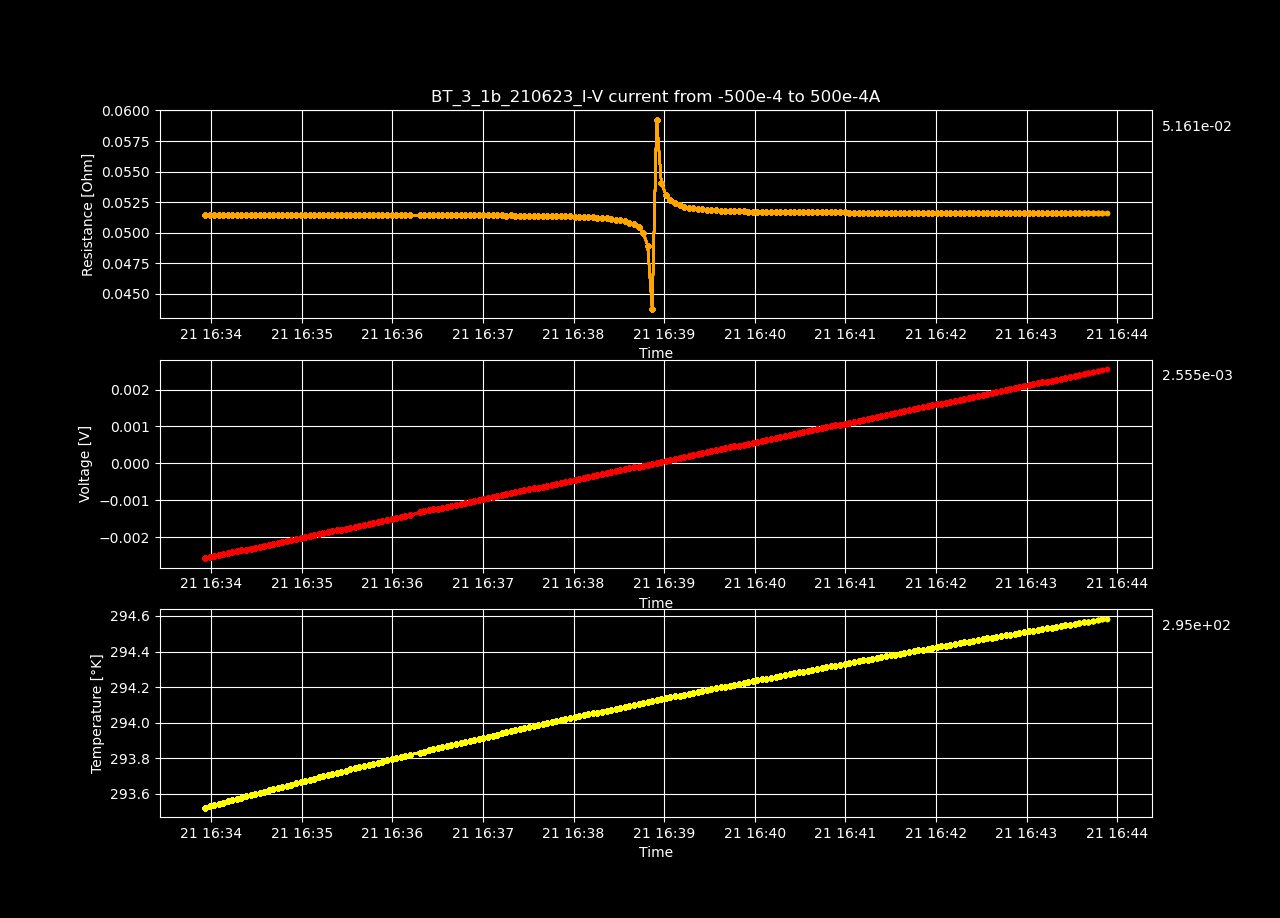 BT_3_1b_210623_I-V current from -500e-4 to 500e-4A
0.0600
0.0575
0.0550
0.0525
0.0500
0.0475
0.0450
Resistance [Ohm]
5.161e-02
21 16:34 21 16:35 21 16:36 21 16:37 21 16:38 21 16:39 21 16:40 21 16:41 21 16:42 21 16:43 21 16:44
Time
0.002
0.001
0.000
−0.001
−0.002
Voltage [V]
2.555e-03
21 16:34 21 16:35 21 16:36 21 16:37 21 16:38 21 16:39 21 16:40 21 16:41 21 16:42 21 16:43 21 16:44
Time
294.6
294.4
294.2
294.0
293.8
293.6
Temperature [°K]
2.95e+02
21 16:34 21 16:35 21 16:36 21 16:37 21 16:38 21 16:39 21 16:40 21 16:41 21 16:42 21 16:43 21 16:44
Time